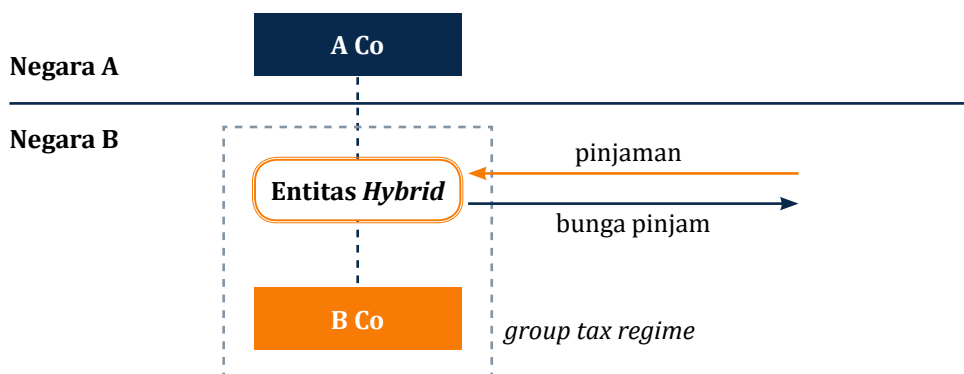 A Co
Negara A
Negara B
pinjaman
Entitas Hybrid
bunga pinjam
B Co
group tax regime